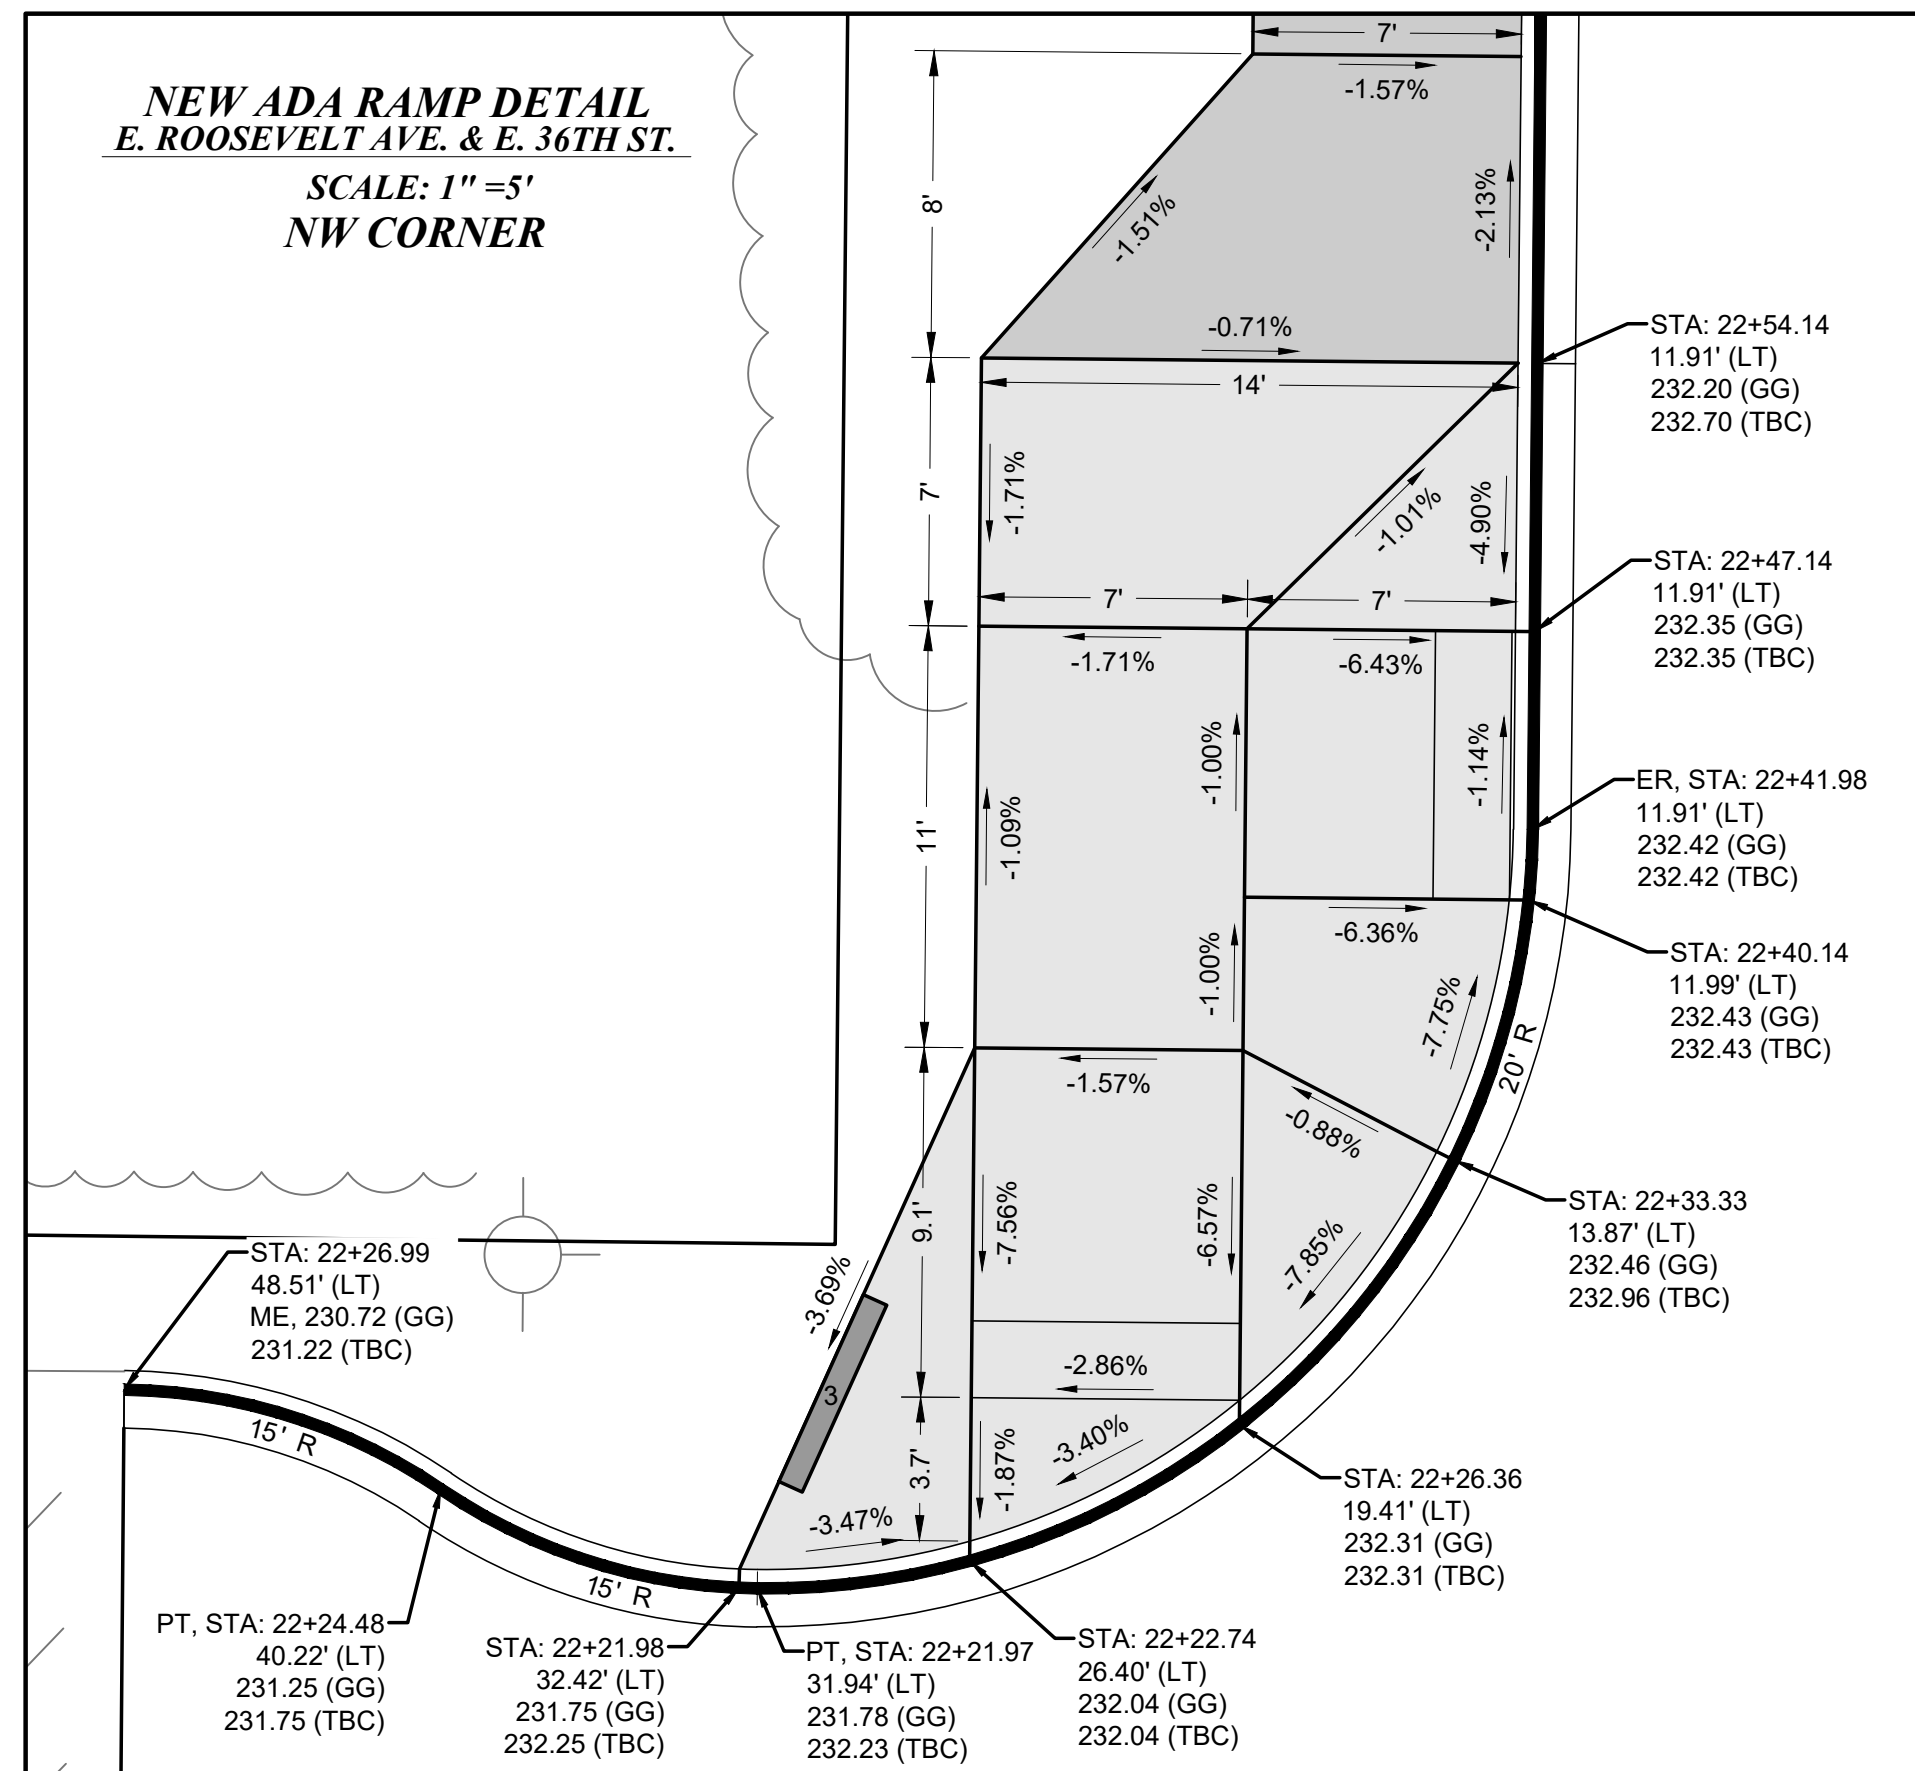 NEW ADA RAMP DETAIL
E. ROOSEVELT AVE. & E. 36TH ST.
SCALE: 1" =5'
NW CORNER
7'
-1.57%
8'
-1.51%
-2.13%
-0.71%
14'
STA: 22+54.14
11.91' (LT)
232.20 (GG)
232.70 (TBC)
7'
-1.71%
-1.01%
-4.90%
7'
7'
STA: 22+47.14
11.91' (LT)
232.35 (GG)
232.35 (TBC)
-1.71%
-6.43%
11'
-1.09%
-1.00%
-1.14%
ER, STA: 22+41.98
11.91' (LT)
232.42 (GG)
232.42 (TBC)
-6.36%
-1.00%
-7.75%
20' R
STA: 22+40.14
11.99' (LT)
232.43 (GG)
232.43 (TBC)
-1.57%
-0.88%
STA: 22+33.33
13.87' (LT)
232.46 (GG)
232.96 (TBC)
9.1'
-7.56%
-6.57%
-7.85%
-3.69%
STA: 22+26.99
48.51' (LT)
ME, 230.72 (GG)
231.22 (TBC)
-2.86%
3
15' R
3.7'
-1.87%
-3.40%
-3.47%
STA: 22+26.36
19.41' (LT)
232.31 (GG)
232.31 (TBC)
15' R
PT, STA: 22+24.48
40.22' (LT)
231.25 (GG)
231.75 (TBC)
STA: 22+21.98
32.42' (LT)
231.75 (GG)
232.25 (TBC)
PT, STA: 22+21.97
31.94' (LT)
231.78 (GG)
232.23 (TBC)
STA: 22+22.74
26.40' (LT)
232.04 (GG)
232.04 (TBC)